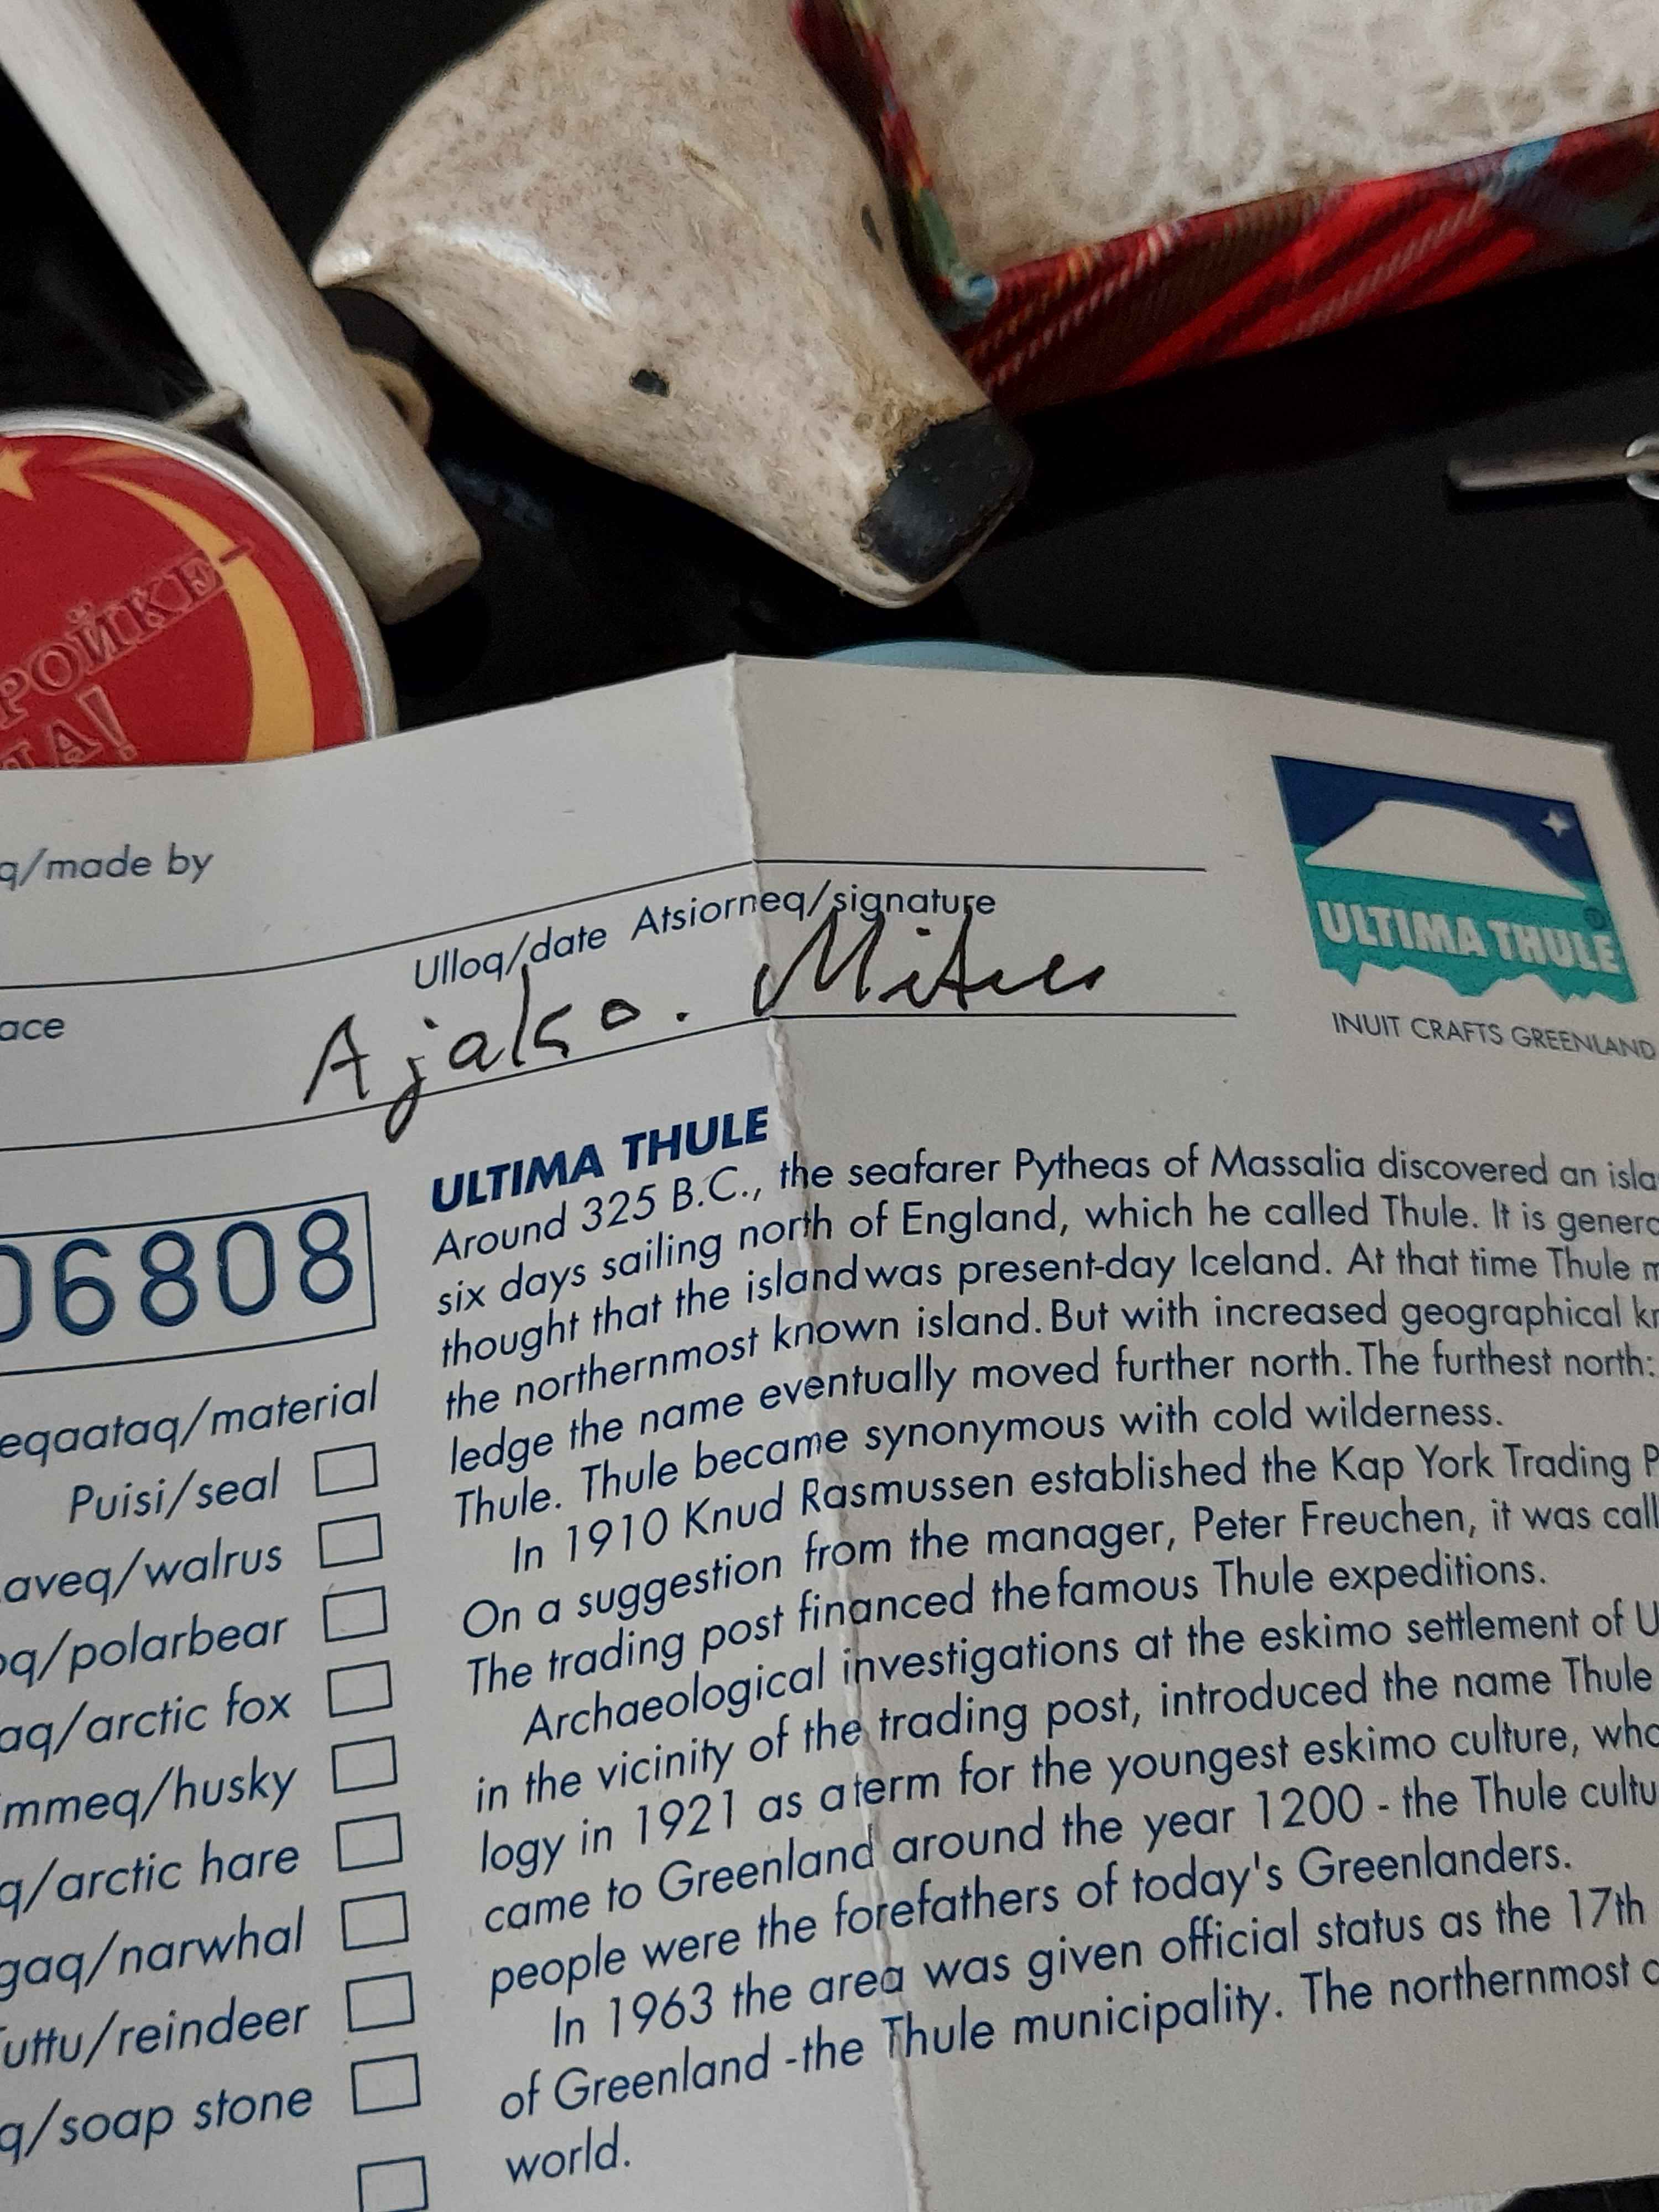 РОЙКЕ-
ДА!
q/made by
Ulloq/date Atsiorneq/signature
ace
Ajako. Mitee
ULTIMA THULE
INUIT CRAFTS GREENLAND
06808
eqaataq/material
Puisi/seal
aveq/walrus
oq/polarbear
aq/arctic fox
immeq/husky
q/arctic hare
gaq/narwhal
Tuttu/reindeer
q/soap stone
ULTIMA THULE
Around 325 B.C., the seafarer Pytheas of Massalia discovered an isla
six days sailing north of England, which he called Thule. It is genera
thought that the island was present-day Iceland. At that time Thule m
the northernmost known island. But with increased geographical kn
ledge the name eventually moved further north. The furthest north:
Thule. Thule became synonymous with cold wilderness.
In 1910 Knud Rasmussen established the Kap York Trading P
On a suggestion from the manager, Peter Freuchen, it was call
The trading post financed the famous Thule expeditions.
Archaeological investigations at the eskimo settlement of U
in the vicinity of the trading post, introduced the name Thule
logy in 1921 as a term for the youngest eskimo culture, who
came to Greenland around the year 1200 - the Thule cultu
people were the forefathers of today's Greenlanders.
In 1963 the area was given official status as the 17th
of Greenland -the Thule municipality. The northernmost o
world.